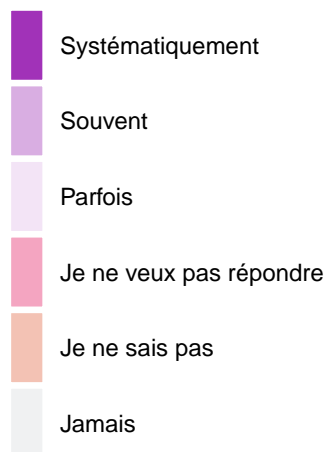 Systématiquement
Souvent
Parfois
Je ne veux pas répondre
Je ne sais pas
Jamais